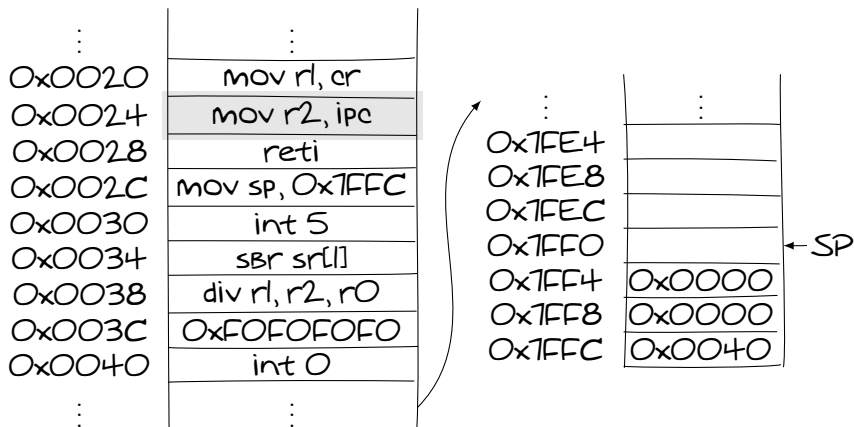 ⋮ ⋮
0x0020 mov r1, cr
0x0024 mov r2, ipc
0x0028 reti
0x002C mov sp, 0x7FFC
0x0030 int 5
0x0034 sbr sr[1]
0x0038 div r1, r2, r0
0x003C 0xF0F0F0F0
0x0040 int 0
⋮ ⋮
⋮ ⋮
0x7FE4
0x7FE8
0x7FEC
0x7FF0 SP
0x7FF4 0x0000
0x7FF8 0x0000
0x7FFC 0x0040